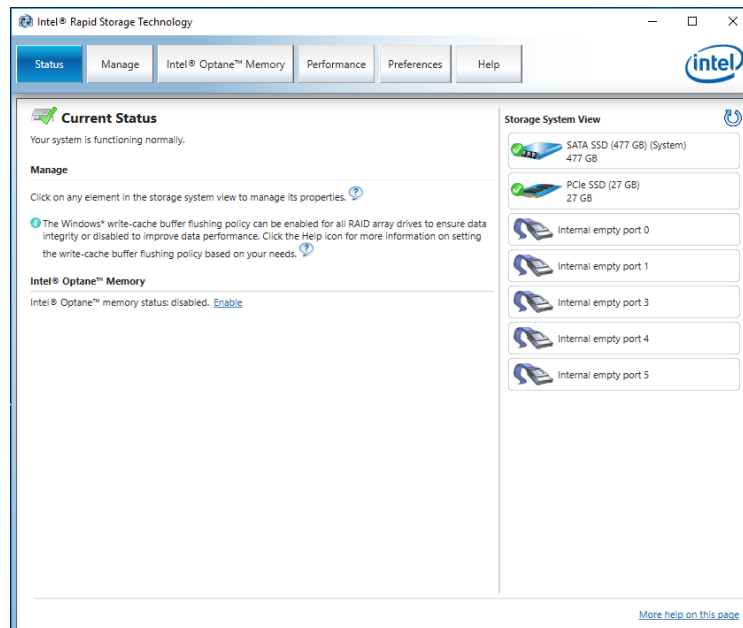 Intel® Rapid Storage Technology
Status
Manage
Intel® Optane™ Memory
Performance
Preferences
Help
intel
Current Status
Your system is functioning normally.
Manage
Click on any element in the storage system view to manage its properties.
The Windows* write-cache buffer flushing policy can be enabled for all RAID array drives to ensure data
integrity or disabled to improve data performance. Click the Help icon for more information on setting
the write-cache buffer flushing policy based on your needs.
Intel® Optane™ Memory
Intel® Optane™ memory status: disabled. Enable
Storage System View
SATA SSD (477 GB) (System)
477 GB
PCIe SSD (27 GB)
27 GB
Internal empty port 0
Internal empty port 1
Internal empty port 3
Internal empty port 4
Internal empty port 5
More help on this page